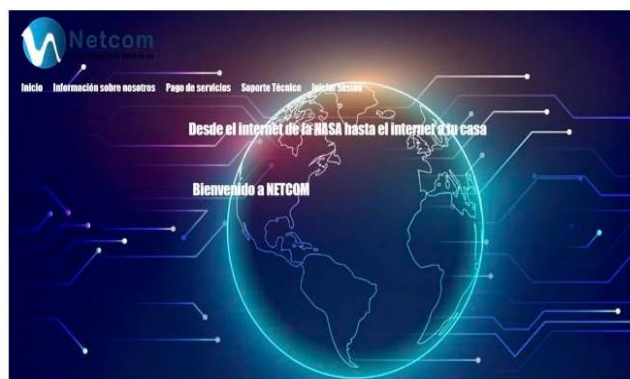 Netcom
Inicio Información sobre nosotros Pago de servicios Soporte Técnico Iniciar sesión
Desde el internet de la NASA hasta el internet d tu casa
Bienvenido a NETCOM